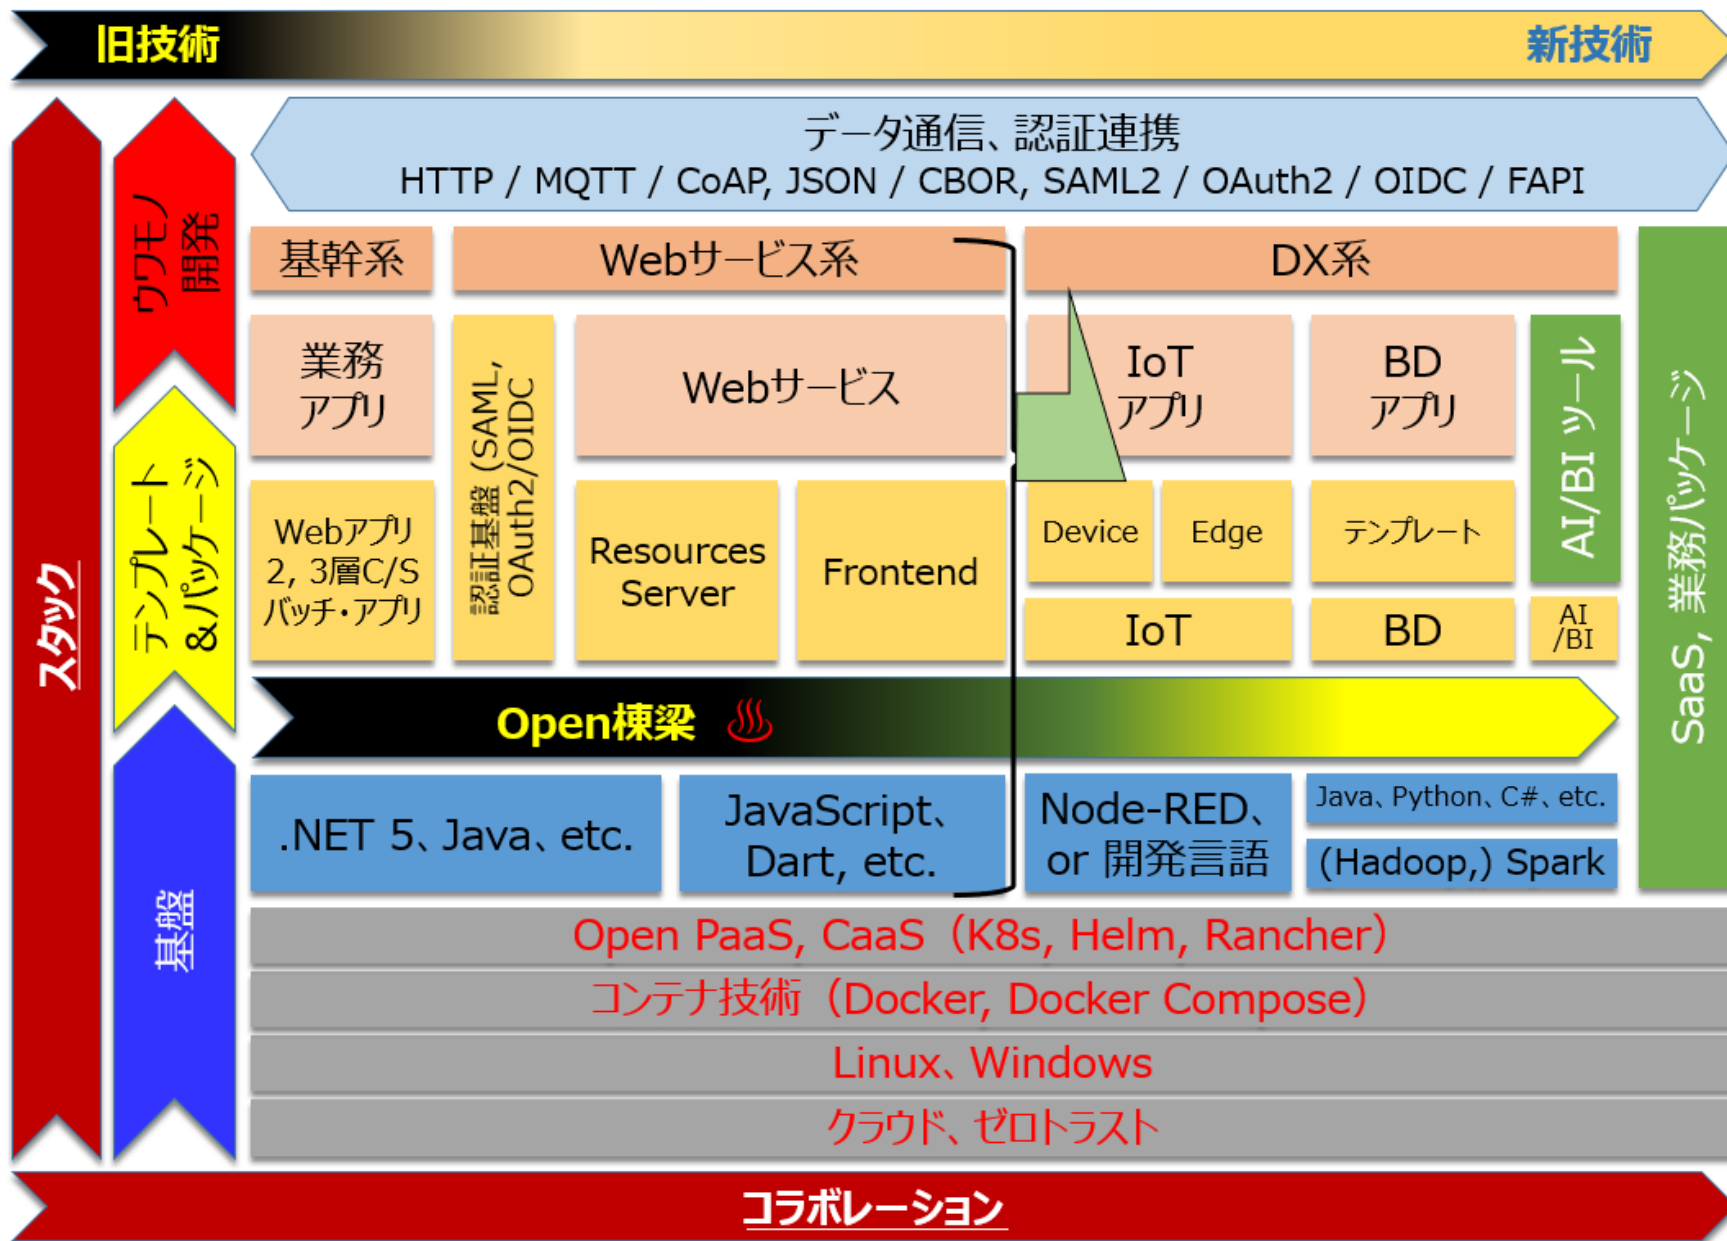 旧技術
新技術
データ通信、認証連携
HTTP / MQTT / CoAP, JSON / CBOR, SAML2 / OAuth2 / OIDC / FAPI
スタック
ウワモノ
開発
テンプレート
&パッケージ
基盤
基幹系
Webサービス系
DX系
業務
アプリ
認証基盤 (SAML,
OAuth2/OIDC
Webサービス
IoT
アプリ
BD
アプリ
AI/BI ツール
SaaS, 業務パッケージ
Webアプリ
2, 3層C/S
バッチ・アプリ
Resources
Server
Frontend
Device
Edge
テンプレート
IoT
BD
AI
/BI
Open棟梁 ♨
.NET 5、Java、etc.
JavaScript、
Dart、etc.
Node-RED、
or 開発言語
Java、Python、C#、etc.
(Hadoop,) Spark
Open PaaS, CaaS（K8s, Helm, Rancher）
コンテナ技術（Docker, Docker Compose）
Linux、Windows
クラウド、ゼロトラスト
コラボレーション